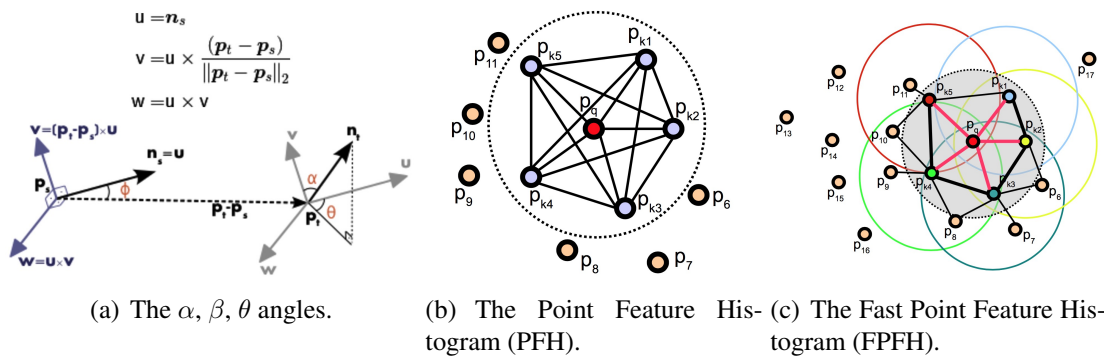 u = n_s
v = u × (p_t − p_s) / ‖p_t − p_s‖_2
w = u × v
v=(p_t-p_s)×u
n_s=u
p_s
ϕ
w=u×v
p_t-p_s
v
n_t
u
α
θ
p_t
w
(a) The α, β, θ angles.
p_11
p_k5
p_k1
p_10
p_q
p_k2
p_9
p_k4
p_k3
p_6
p_8
p_7
(b) The Point Feature His-
togram (PFH).
p_12
p_17
p_11
p_k5
p_k1
p_13
p_10
p_q
p_k2
p_14
p_9
p_k4
p_k3
p_15
p_6
p_8
p_7
p_16
(c) The Fast Point Feature His-
togram (FPFH).